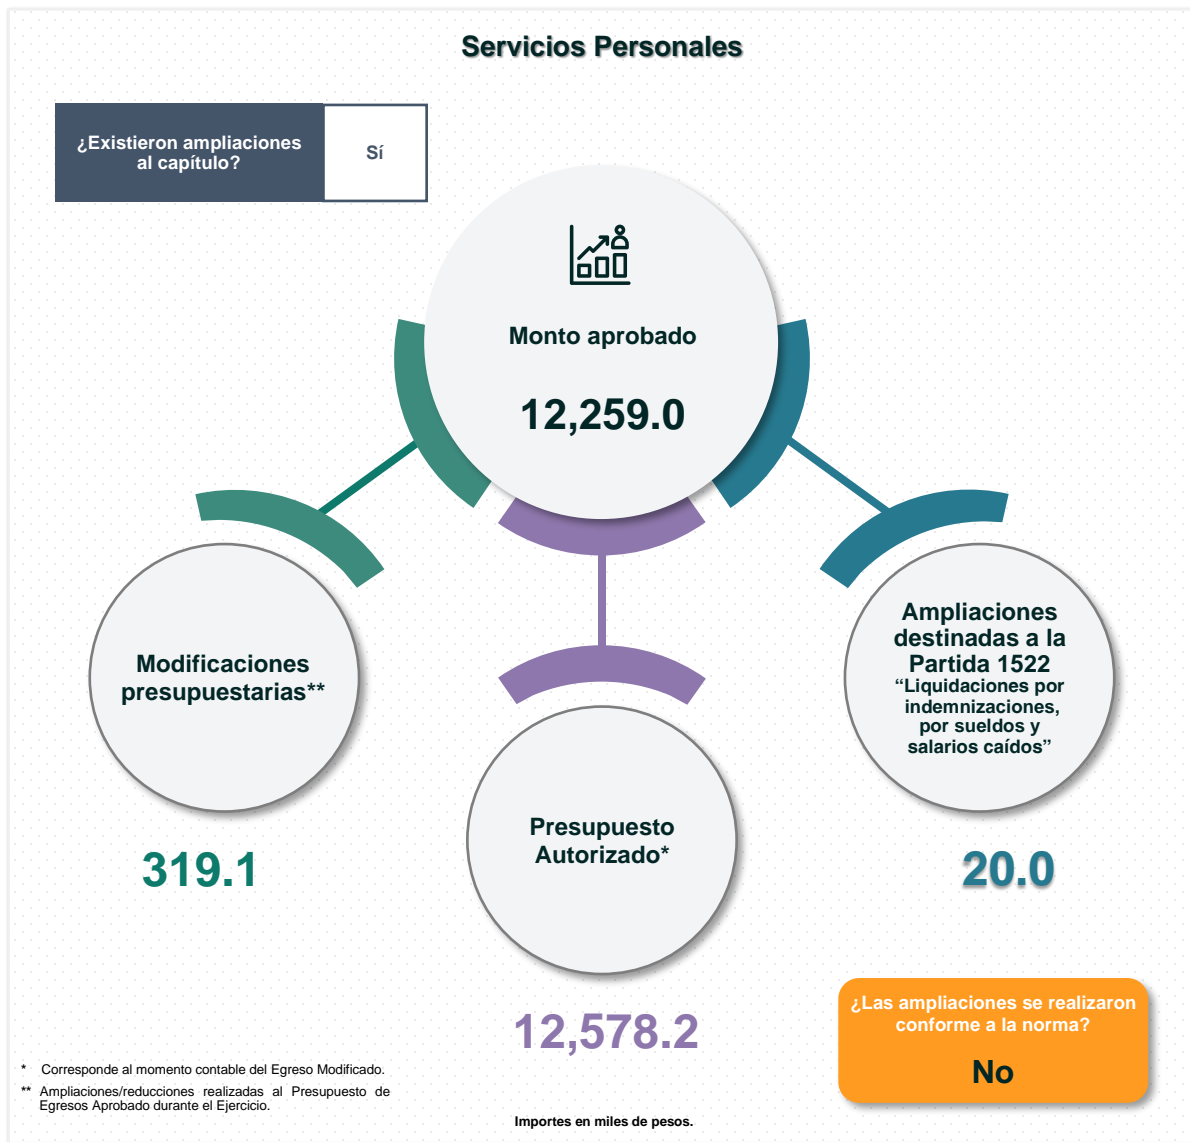 Servicios Personales
¿Existieron ampliaciones
al capítulo?
Sí
Monto aprobado
12,259.0
Modificaciones
presupuestarias**
319.1
Presupuesto
Autorizado*
12,578.2
Ampliaciones
destinadas a la
Partida 1522
“Liquidaciones por
indemnizaciones,
por sueldos y
salarios caídos”
20.0
¿Las ampliaciones se realizaron
conforme a la norma?
No
* Corresponde al momento contable del Egreso Modificado.
** Ampliaciones/reducciones realizadas al Presupuesto de
Egresos Aprobado durante el Ejercicio.
Importes en miles de pesos.